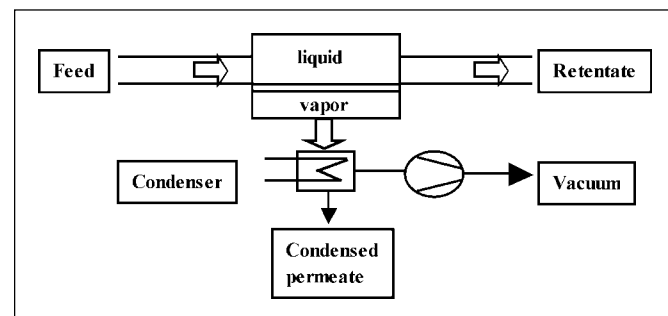 liquid
Feed
Retentate
vapor
Condenser
Vacuum
Condensed
permeate